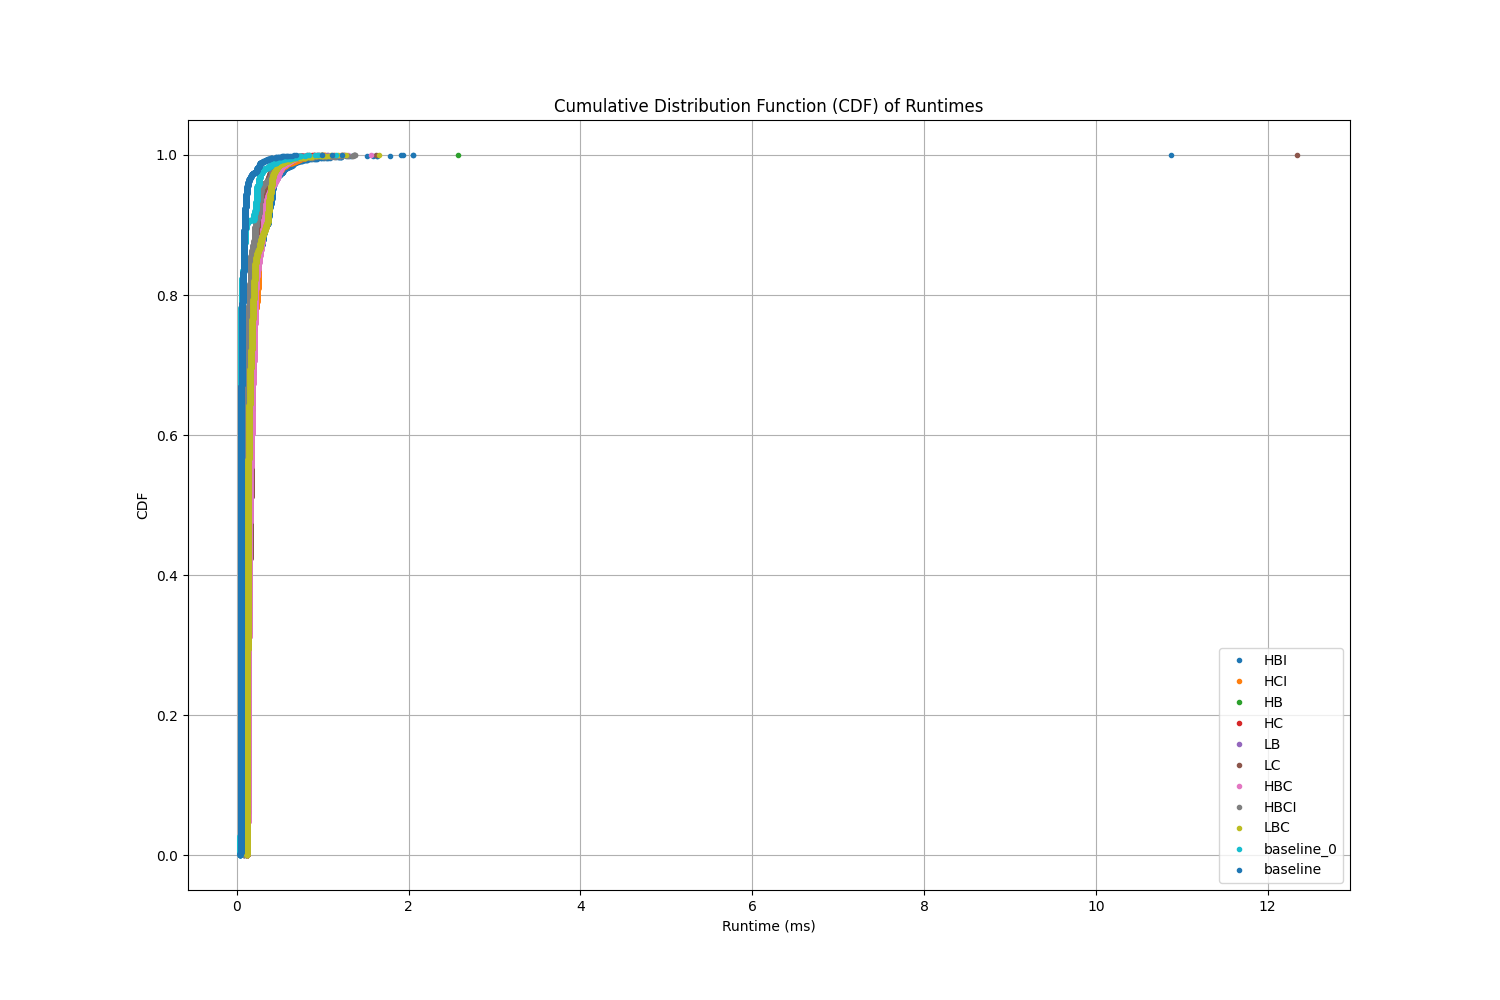 Cumulative Distribution Function (CDF) of Runtimes
1.0
0.8
0.6
0.4
0.2
0.0
CDF
0
2
4
6
8
10
12
Runtime (ms)
HBI
HCI
HB
HC
LB
LC
HBC
HBCI
LBC
baseline_0
baseline